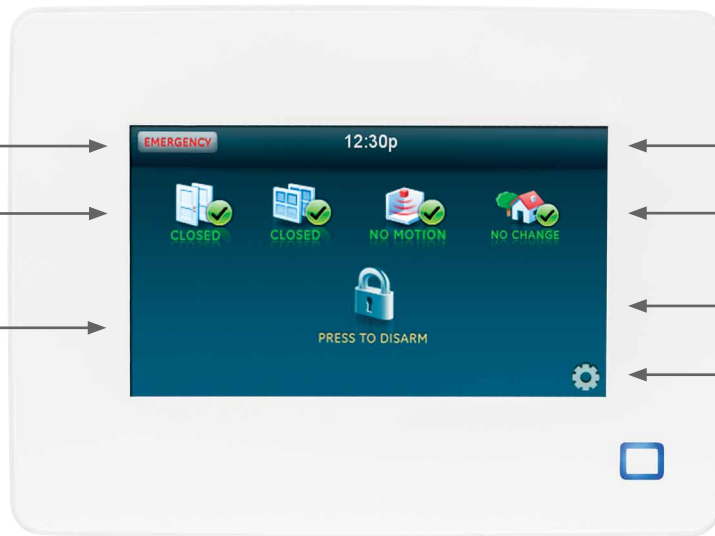 EMERGENCY 12:30p
CLOSED CLOSED NO MOTION NO CHANGE
PRESS TO DISARM